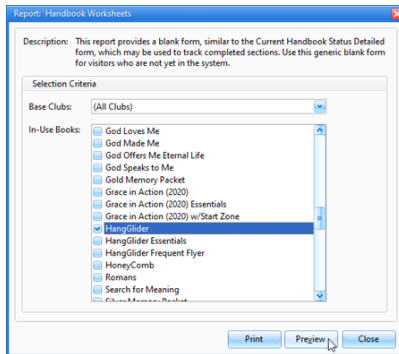 Report: Handbook Worksheets
Description: This report provides a blank form, similar to the Current Handbook Status Detailed
form, which may be used to track completed sections. Use this generic blank form
for visitors who are not yet in the system.
Selection Criteria
Base Clubs: (All Clubs)
In-Use Books: God Loves Me
God Made Me
God Offers Me Eternal Life
God Speaks to Me
Gold Memory Packet
Grace in Action (2020)
Grace in Action (2020) Essentials
Grace in Action (2020) w/Start Zone
HangGlider
HangGlider Essentials
HangGlider Frequent Flyer
HoneyComb
Romans
Search for Meaning
Silver Memory Packet
Print Preview Close